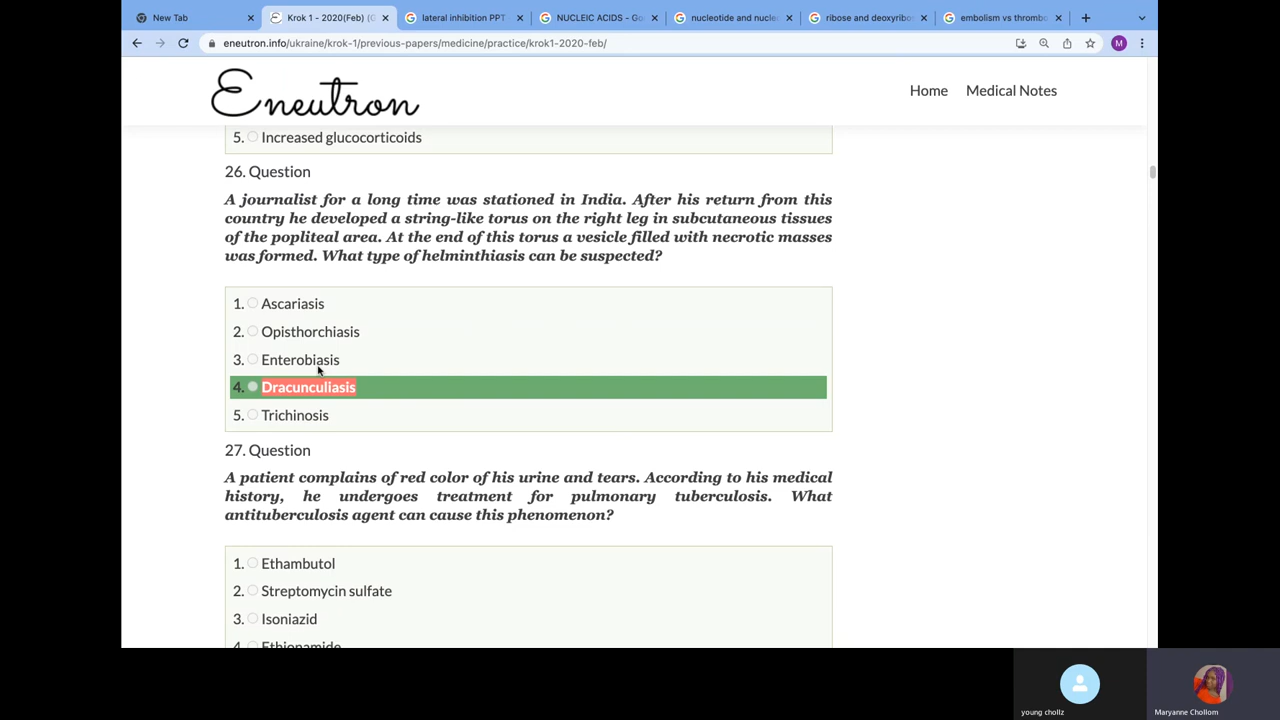 New Tab
Krok 1 - 2020(Feb) (G
lateral inhibition PPT
NUCLEIC ACIDS - Go
nucleotide and nucle
ribose and deoxyribos
embolism vs thrombo
eneutron.info/ukraine/krok-1/previous-papers/medicine/practice/krok1-2020-feb/
M
Eneutron
Home
Medical Notes
5. Increased glucocorticoids
26. Question
A journalist for a long time was stationed in India. After his return from this
country he developed a string-like torus on the right leg in subcutaneous tissues
of the popliteal area. At the end of this torus a vesicle filled with necrotic masses
was formed. What type of helminthiasis can be suspected?
1. Ascariasis
2. Opisthorchiasis
3. Enterobiasis
4. Dracunculiasis
5. Trichinosis
27. Question
A patient complains of red color of his urine and tears. According to his medical
history, he undergoes treatment for pulmonary tuberculosis. What
antituberculosis agent can cause this phenomenon?
1. Ethambutol
2. Streptomycin sulfate
3. Isoniazid
4. Ethionamide
young chollz
Maryanne Chollom